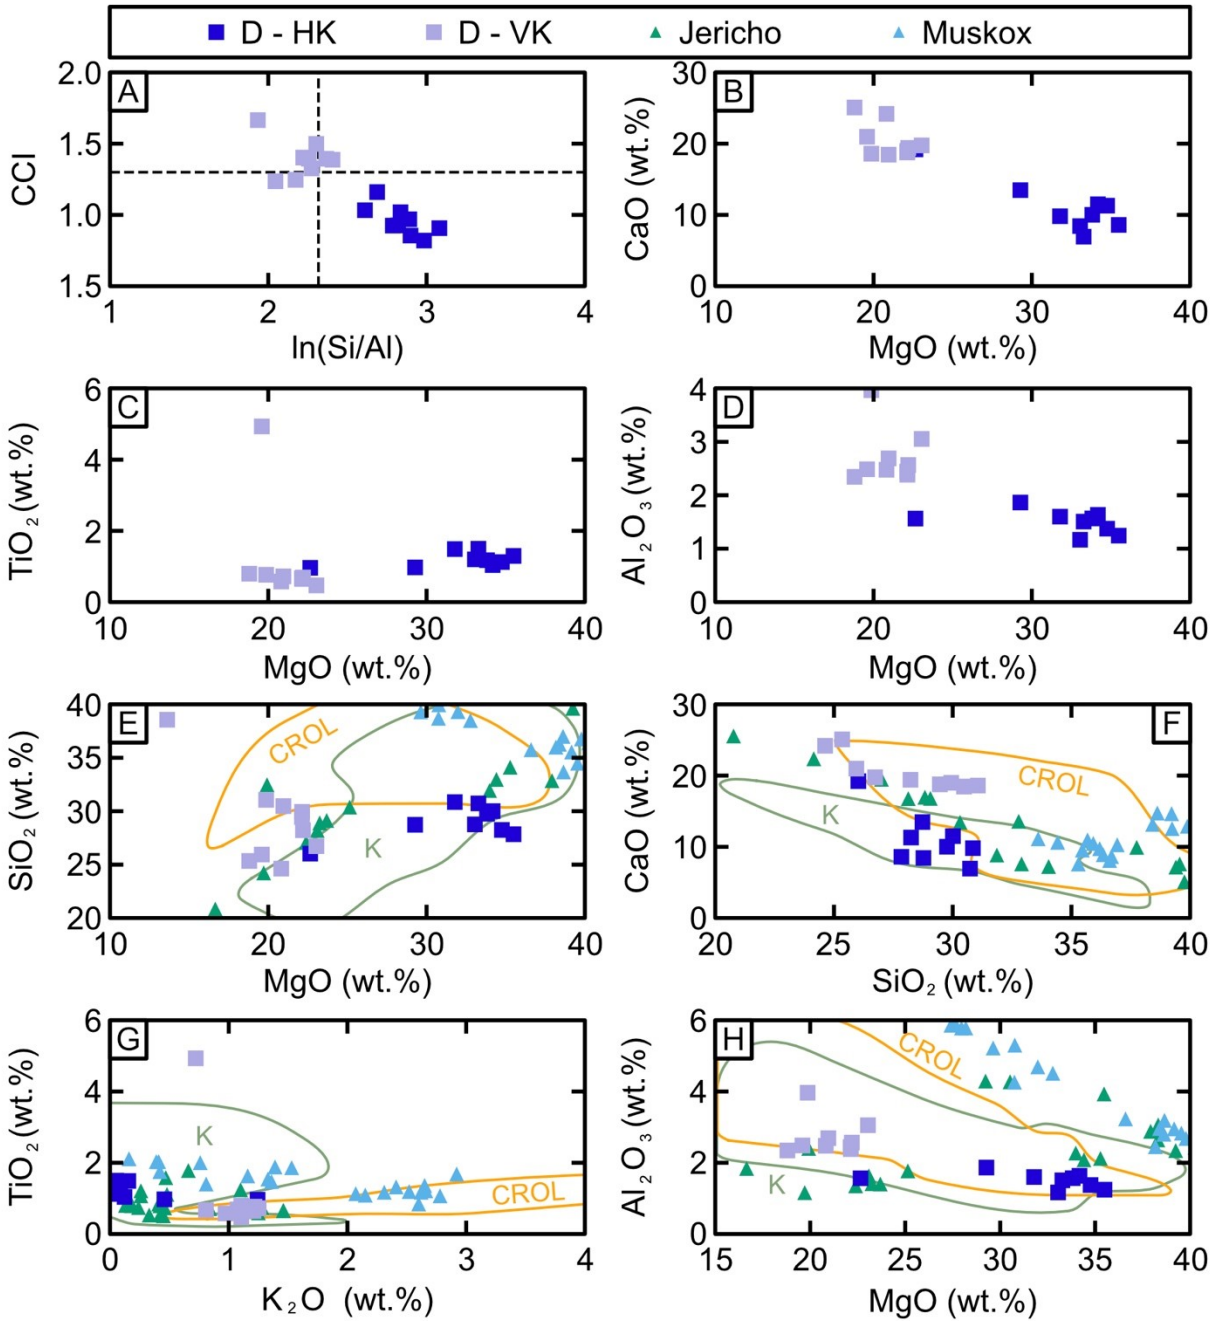 D - HK D - VK Jericho Muskox
A
CCI
2.0
1.5
1.0
1.5
1 2 3 4
ln(Si/Al)
B
CaO (wt.%)
30
20
10
0
10 20 30 40
MgO (wt.%)
C
TiO₂ (wt.%)
6
4
2
0
10 20 30 40
MgO (wt.%)
D
Al₂O₃ (wt.%)
4
3
2
1
0
10 20 30 40
MgO (wt.%)
E
SiO₂ (wt.%)
40
35
30
25
20
CROL
K
10 20 30 40
MgO (wt.%)
F
CaO (wt.%)
30
20
10
0
CROL
K
20 25 30 35 40
SiO₂ (wt.%)
G
TiO₂ (wt.%)
6
4
2
0
K
CROL
0 1 2 3 4
K₂O (wt.%)
H
Al₂O₃ (wt.%)
6
4
2
0
CROL
K
15 20 25 30 35 40
MgO (wt.%)